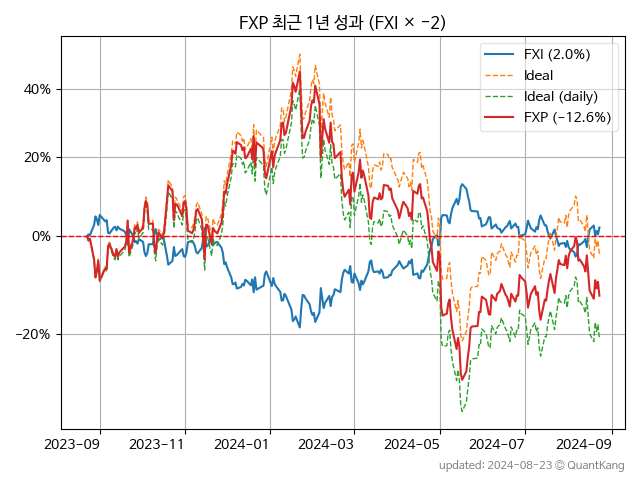 FXP 최근 1년 성과 (FXI × −2)
FXI (2.0%)
Ideal
Ideal (daily)
FXP (−12.6%)
40%
20%
0%
−20%
2023−09
2023−11
2024−01
2024−03
2024−05
2024−07
2024−09
updated: 2024−08−23 ⓒ QuantKang